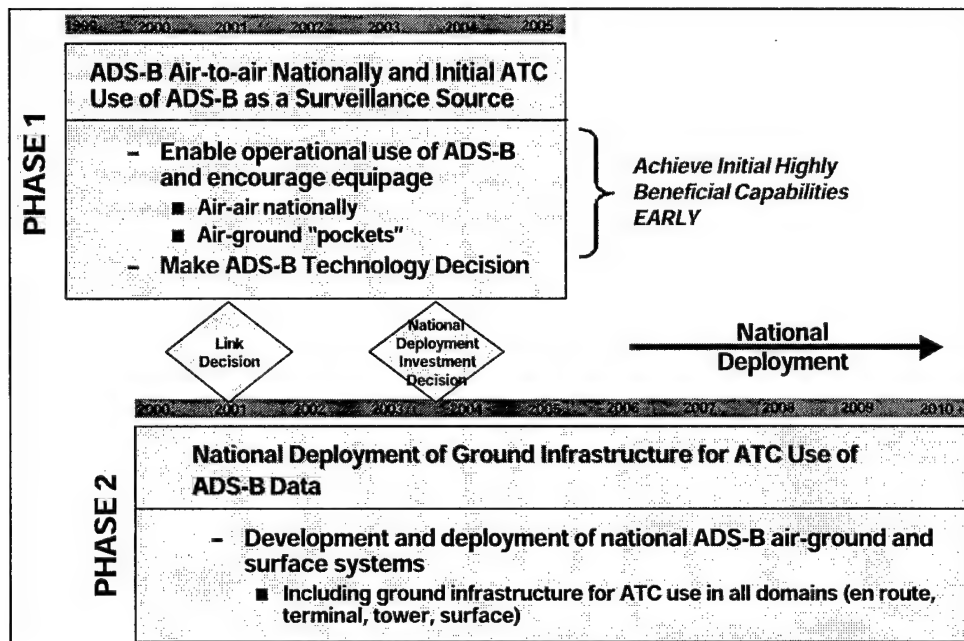 1999 2000 2001 2002 2003 2004 2005
PHASE 1
ADS-B Air-to-air Nationally and Initial ATC
Use of ADS-B as a Surveillance Source
– Enable operational use of ADS-B
and encourage equipage
■ Air-air nationally
■ Air-ground "pockets"
– Make ADS-B Technology Decision
Achieve Initial Highly
Beneficial Capabilities
EARLY
Link
Decision
National
Deployment
Investment
Decision
National
Deployment
2000 2001 2002 2003 2004 2005 2006 2007 2008 2009 2010 +
PHASE 2
National Deployment of Ground Infrastructure for ATC Use of
ADS-B Data
– Development and deployment of national ADS-B air-ground and
surface systems
■ Including ground infrastructure for ATC use in all domains (en route,
terminal, tower, surface)